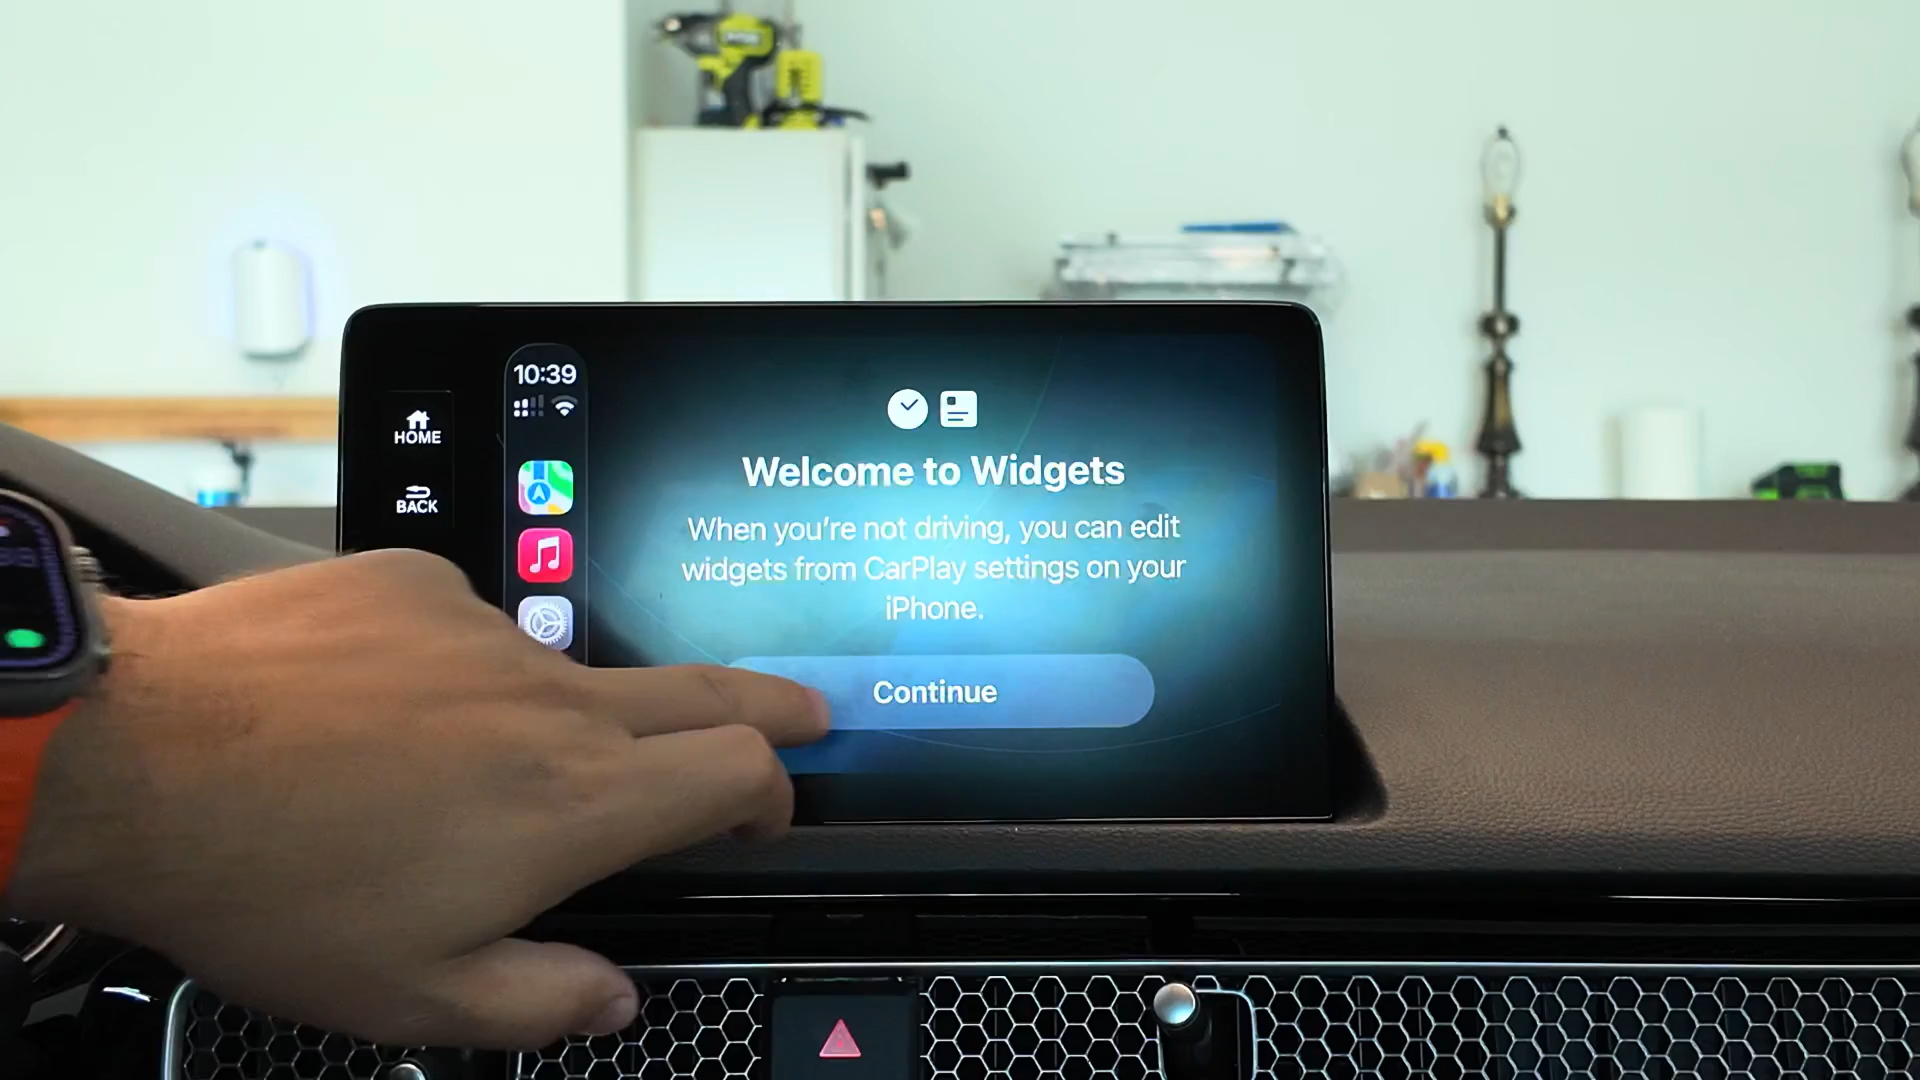 10:39
HOME
BACK
Welcome to Widgets
When you're not driving, you can edit
widgets from CarPlay settings on your
iPhone.
Continue